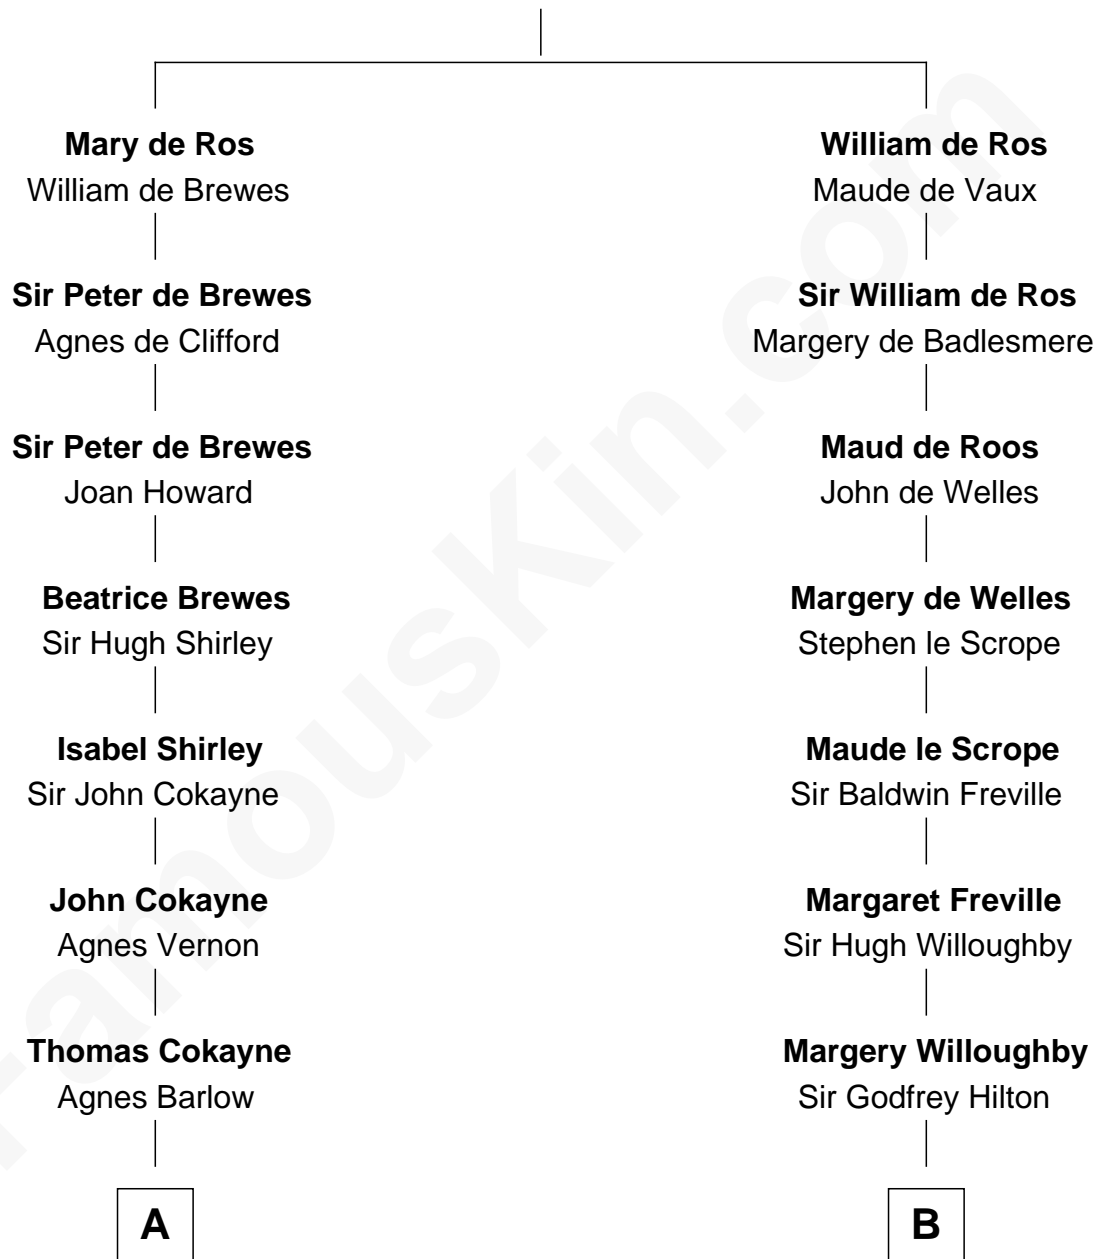 Mary de Ros
William de Brewes
Sir Peter de Brewes
Agnes de Clifford
Sir Peter de Brewes
Joan Howard
Beatrice Brewes
Sir Hugh Shirley
Isabel Shirley
Sir John Cokayne
John Cokayne
Agnes Vernon
Thomas Cokayne
Agnes Barlow
A
William de Ros
Maude de Vaux
Sir William de Ros
Margery de Badlesmere
Maud de Roos
John de Welles
Margery de Welles
Stephen le Scrope
Maude le Scrope
Sir Baldwin Freville
Margaret Freville
Sir Hugh Willoughby
Margery Willoughby
Sir Godfrey Hilton
B
FamousKin.com